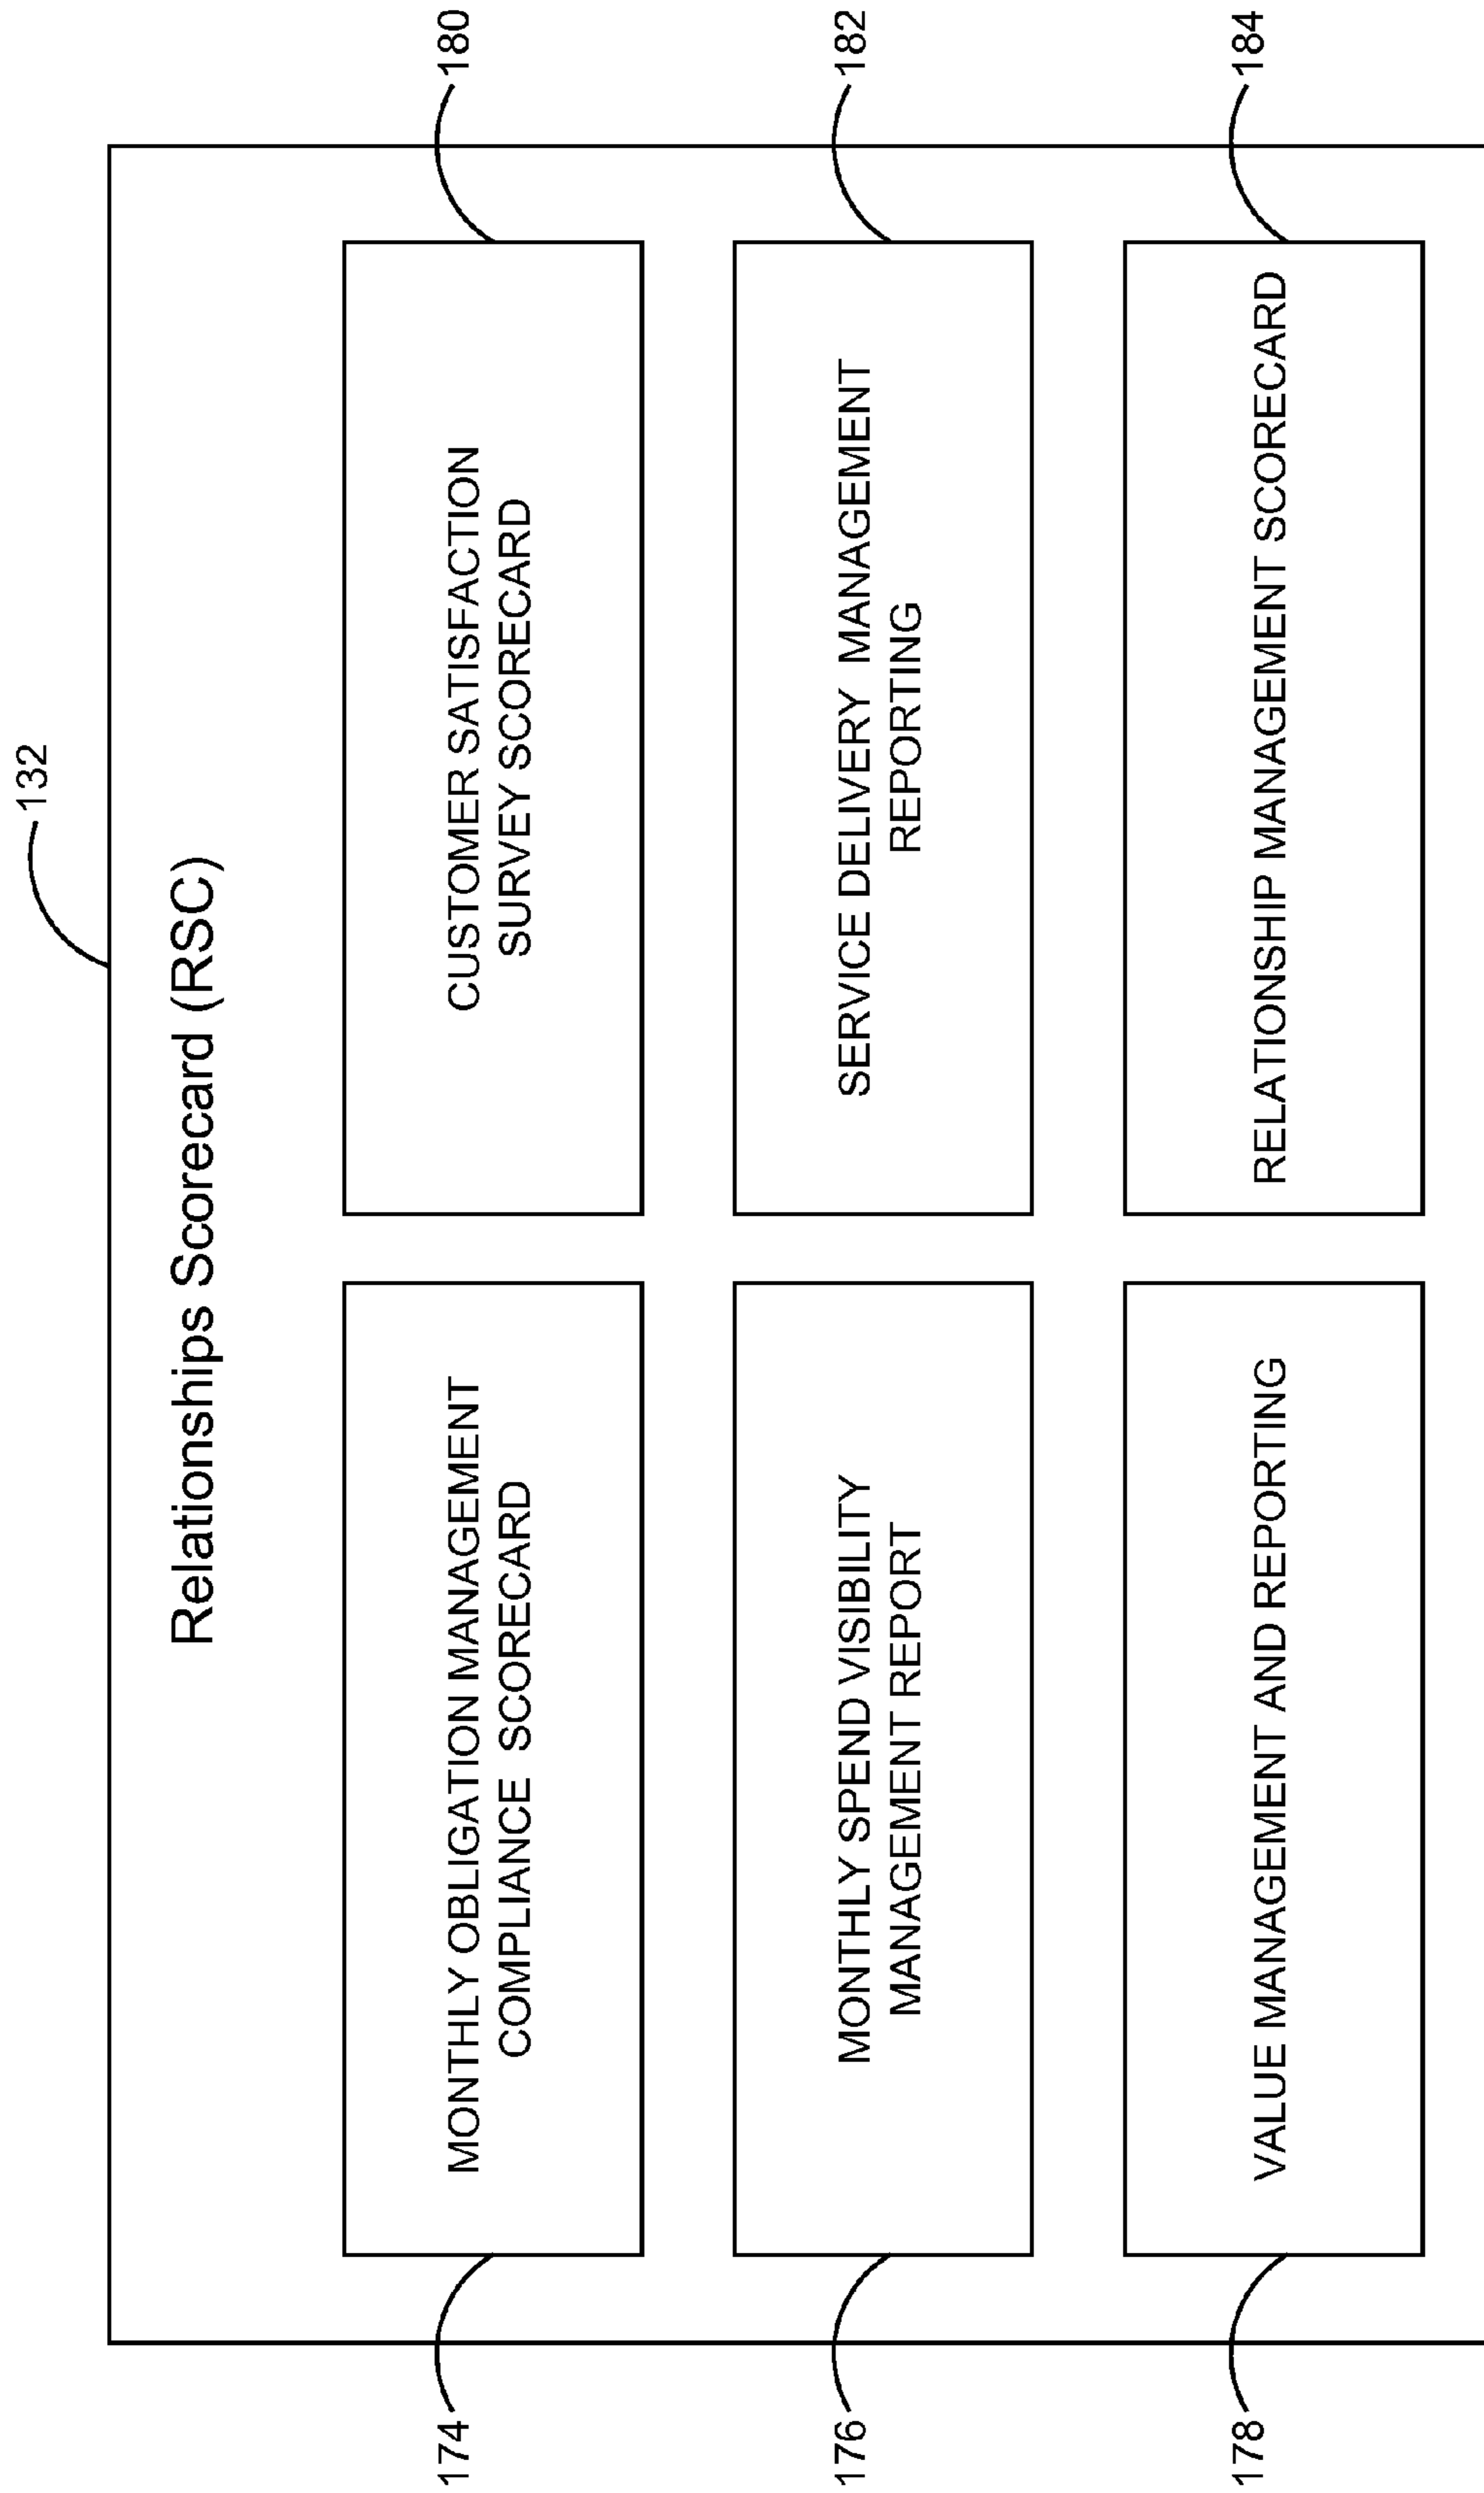 132
Relationships Scorecard (RSC)
174
MONTHLY OBLIGATION MANAGEMENT
COMPLIANCE SCORECARD
CUSTOMER SATISFACTION
SURVEY SCORECARD
180
176
MONTHLY SPEND VISIBILITY
MANAGEMENT REPORT
SERVICE DELIVERY MANAGEMENT
REPORTING
182
178
VALUE MANAGEMENT AND REPORTING
RELATIONSHIP MANAGEMENT SCORECARD
184